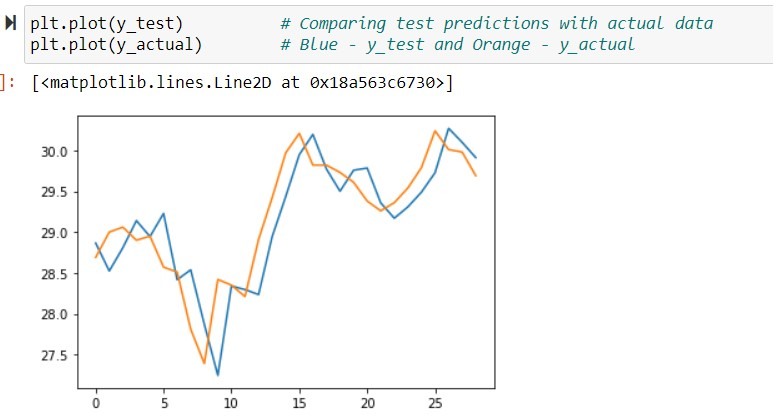 plt.plot(y_test)          # Comparing test predictions with actual data
plt.plot(y_actual)        # Blue - y_test and Orange - y_actual
]: [<matplotlib.lines.Line2D at 0x18a563c6730>]
30.0
29.5
29.0
28.5
28.0
27.5
0 5 10 15 20 25